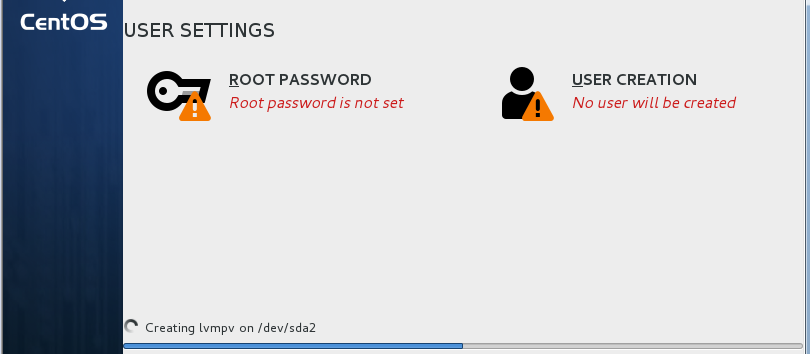 CentOS
USER SETTINGS
ROOT PASSWORD
Root password is not set
USER CREATION
No user will be created
Creating lvmpv on /dev/sda2